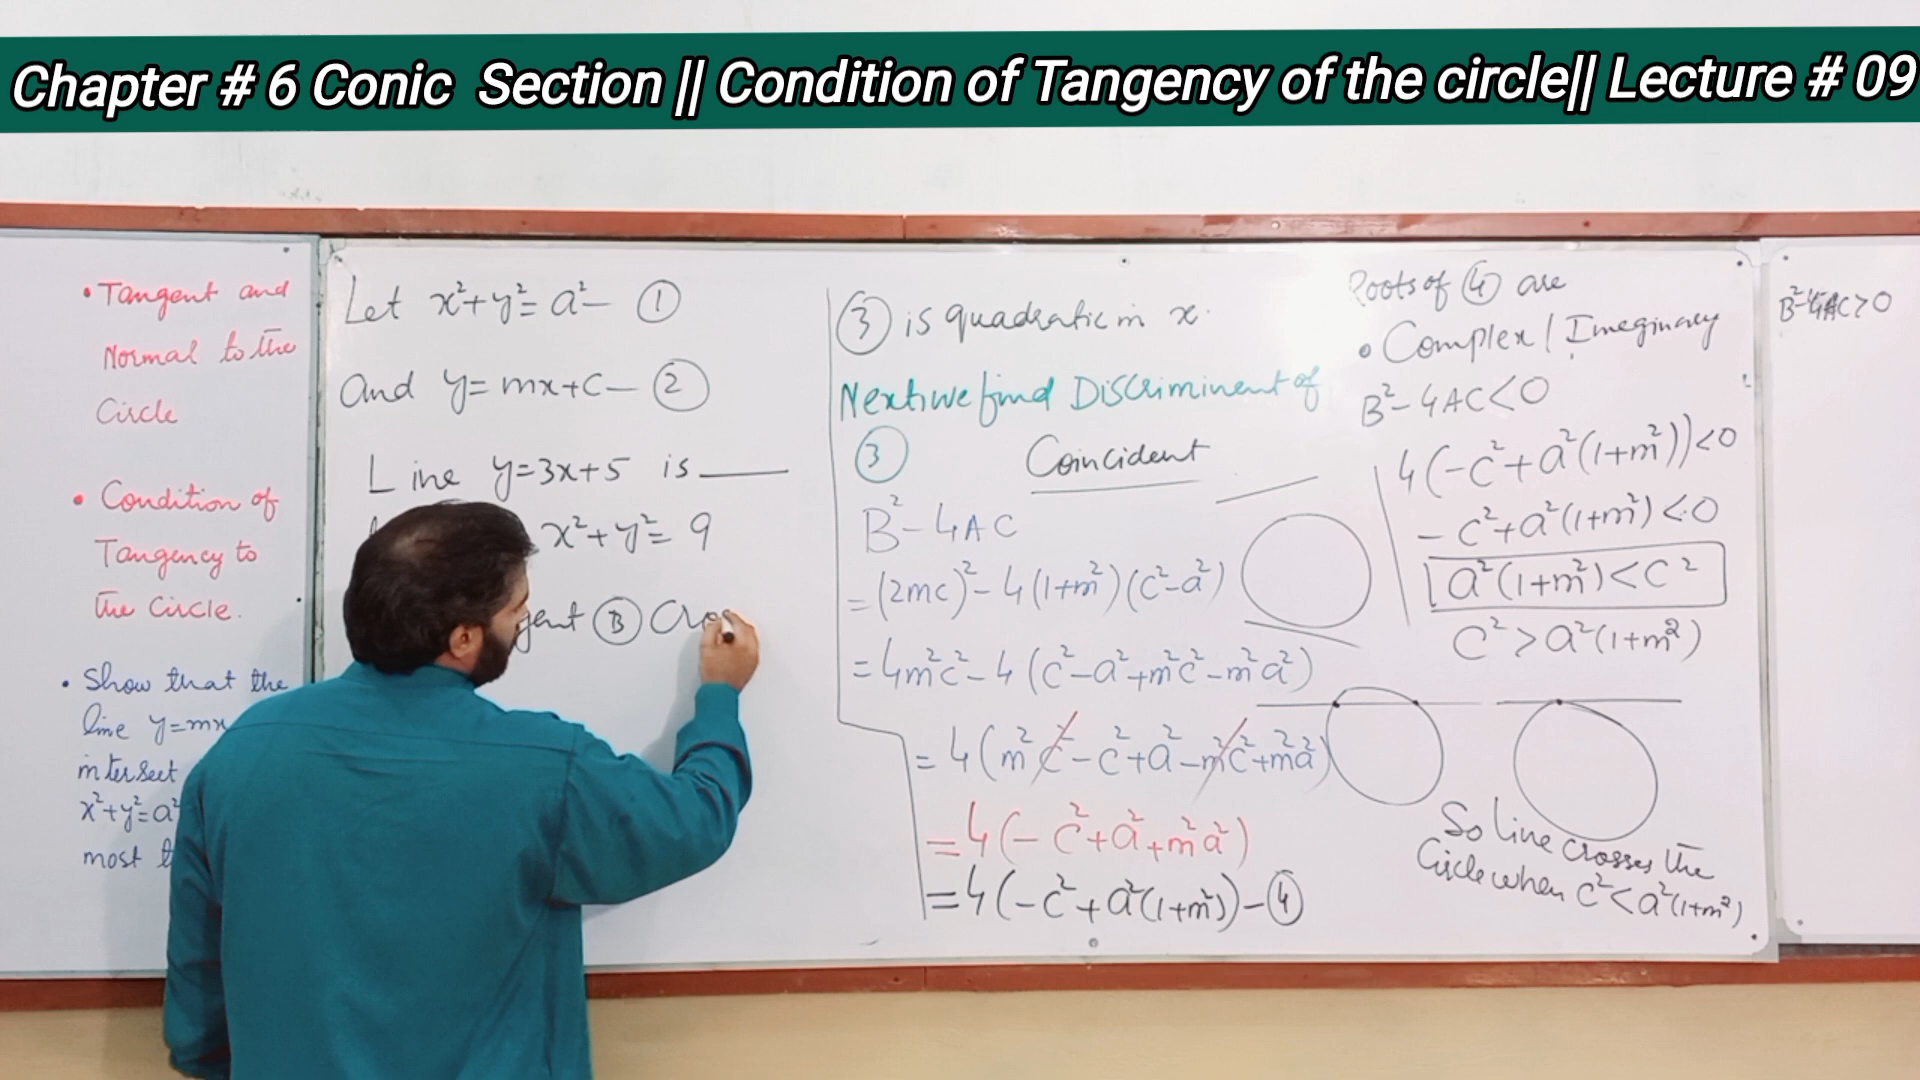 Chapter # 6 Conic Section || Condition of Tangency of the circle|| Lecture # 09
• Tangent and
Normal to the
Circle
• Condition of
Tangency to
the Circle.
• Show that the
line y=mx
intersect
x²+y²=a²
most
Let x²+y²=a² — ①
And y=mx+c — ②
Line y=3x+5 is ____
x²+y²=9
gent Ⓑ Cros
③ is quadratic in x.
Next we find Discriminent of
③ Coincident
B²-4AC
=(2mc)²-4(1+m²)(c²-a²)
=4m²c²-4(c²-a²+m²c²-m²a²)
=4(m²c²-c²+a²-m²c²+m²a²)
=4(-c²+a²+m²a²)
=4(-c²+a²(1+m²))-④
Roots of ④ are
• Complex/Imeginary
B²-4AC<0
4(-c²+a²(1+m²))<0
-c²+a²(1+m²)<0
a²(1+m²)<c²
c²>a²(1+m²)
So line crosses the
Circle when c²<a²(1+m²)
B²-4AC>0